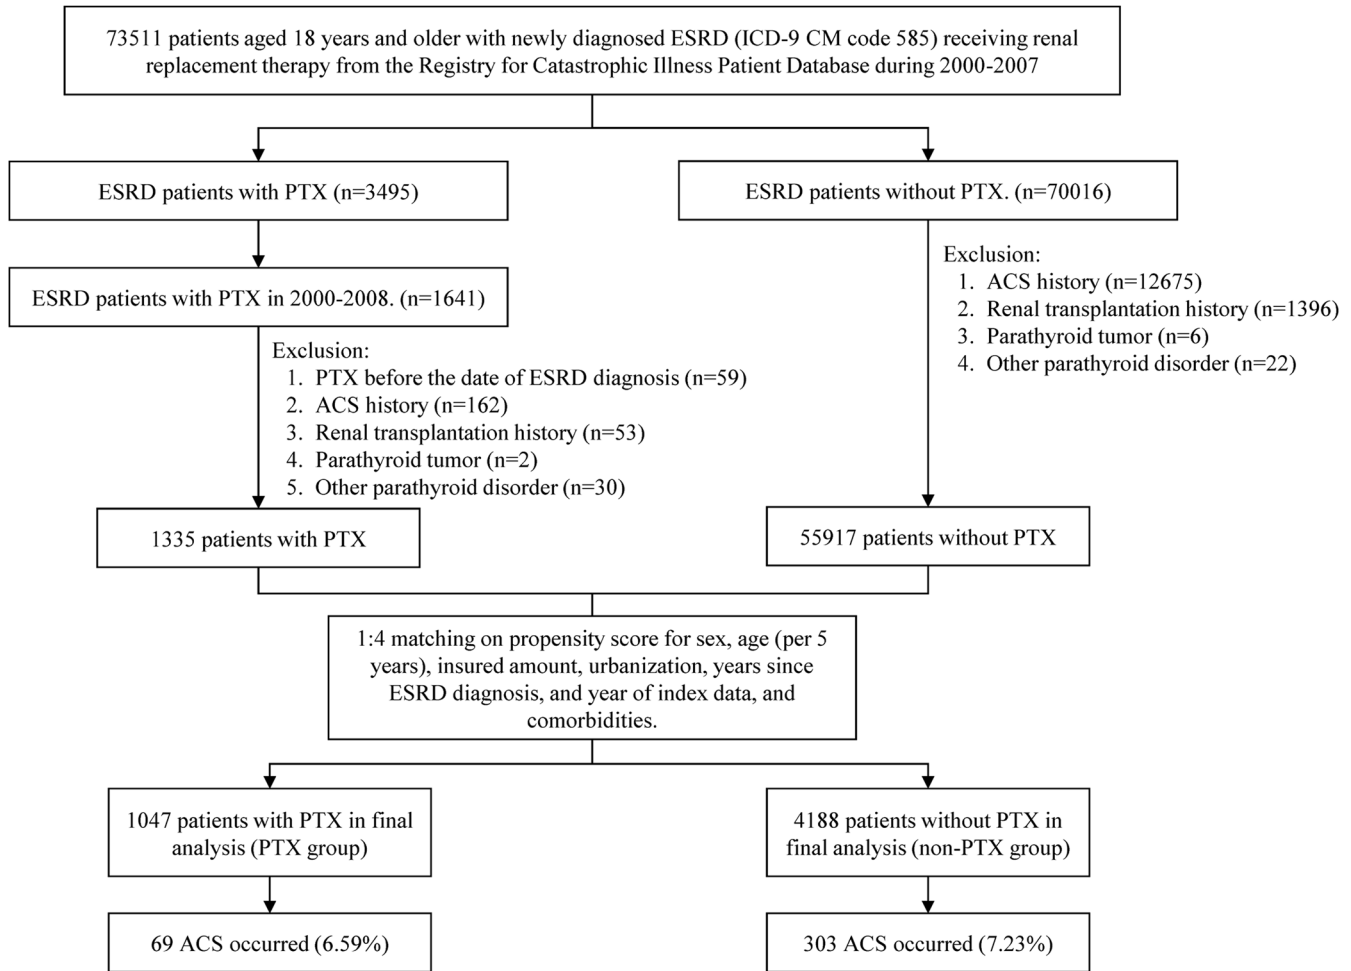 73511 patients aged 18 years and older with newly diagnosed ESRD (ICD-9 CM code 585) receiving renal
replacement therapy from the Registry for Catastrophic Illness Patient Database during 2000-2007
ESRD patients with PTX (n=3495)
ESRD patients without PTX. (n=70016)
ESRD patients with PTX in 2000-2008. (n=1641)
Exclusion:
1. ACS history (n=12675)
2. Renal transplantation history (n=1396)
3. Parathyroid tumor (n=6)
4. Other parathyroid disorder (n=22)
Exclusion:
1. PTX before the date of ESRD diagnosis (n=59)
2. ACS history (n=162)
3. Renal transplantation history (n=53)
4. Parathyroid tumor (n=2)
5. Other parathyroid disorder (n=30)
1335 patients with PTX
55917 patients without PTX
1:4 matching on propensity score for sex, age (per 5
years), insured amount, urbanization, years since
ESRD diagnosis, and year of index data, and
comorbidities.
1047 patients with PTX in final
analysis (PTX group)
4188 patients without PTX in
final analysis (non-PTX group)
69 ACS occurred (6.59%)
303 ACS occurred (7.23%)